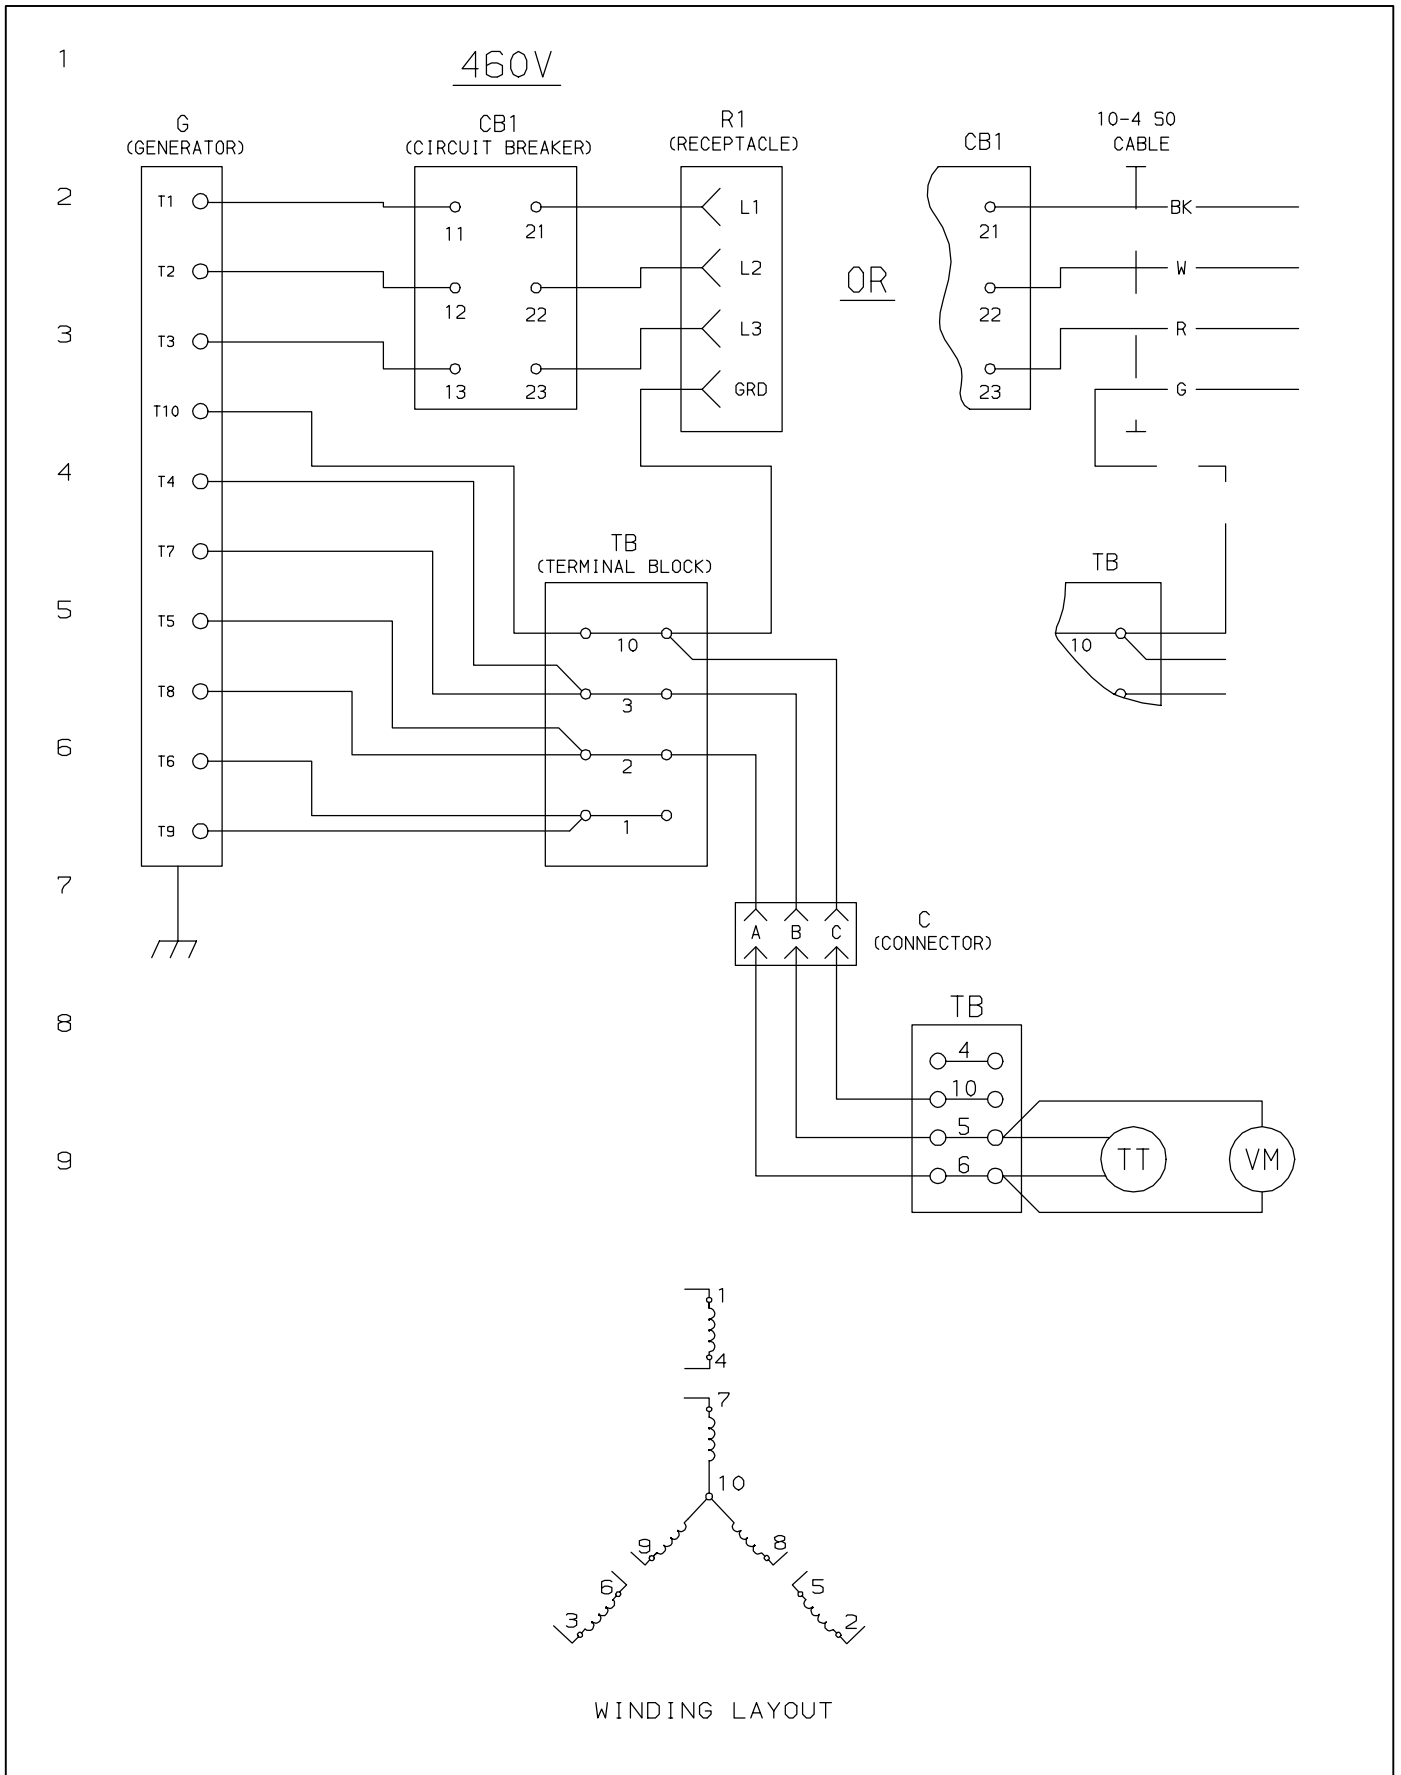 1
460V
G
(GENERATOR)
CB1
(CIRCUIT BREAKER)
R1
(RECEPTACLE)
CB1
10-4 SO
CABLE
2
T1
11
21
L1
21
BK
T2
12
22
L2
OR
22
W
3
T3
13
23
L3
23
R
T10
GRD
G
4
T4
T7
TB
(TERMINAL BLOCK)
TB
5
T5
10
10
T8
3
6
T6
2
T9
1
7
A B C
C
(CONNECTOR)
8
TB
4
10
5
9
6
TT
VM
1
4
7
10
9
8
6
5
3
2
WINDING LAYOUT